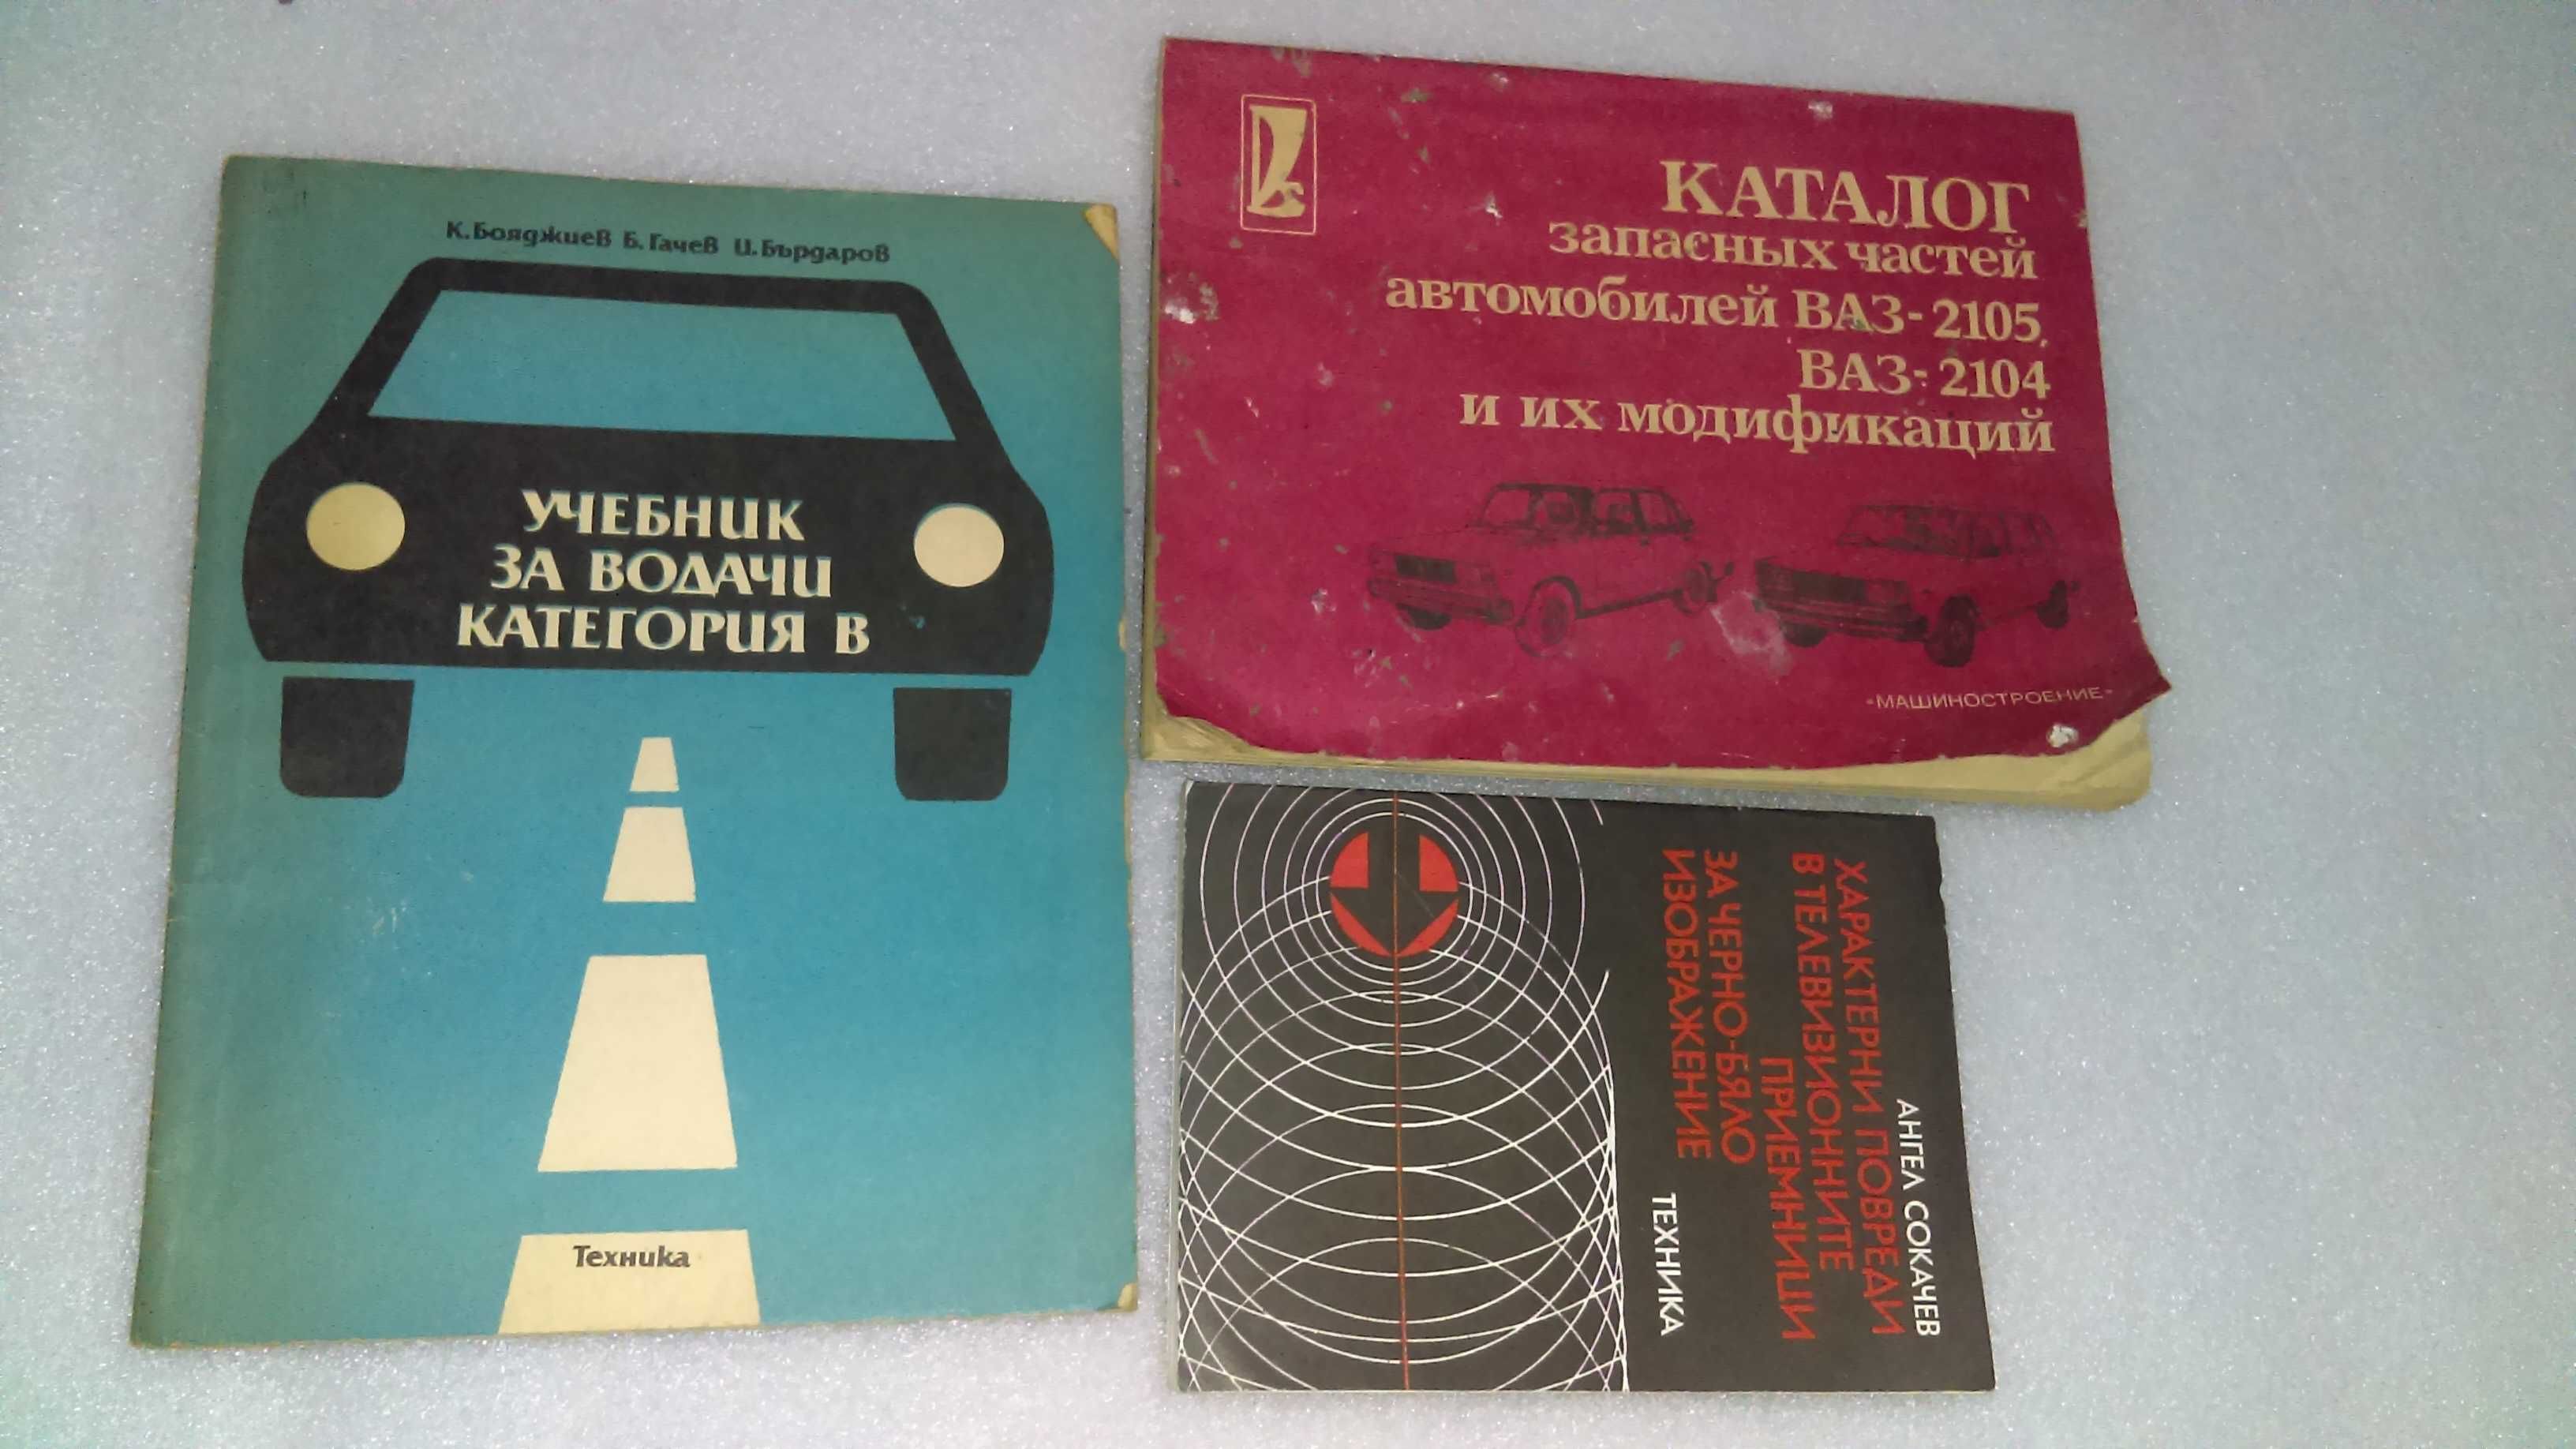 К. Бояджиев Б. Гачев И. Бърдаров
УЧЕБНИК
ЗА ВОДАЧИ
КАТЕГОРИЯ В
Техника
КАТАЛОГ
запасных частей
автомобилей ВАЗ-2105,
ВАЗ-2104
и их модификаций
«МАШИНОСТРОЕНИЕ»
АНГЕЛ СОКАЧЕВ
ХАРАКТЕРНИ ПОВРЕДИ
В ТЕЛЕВИЗИОННИТЕ
ПРИЕМНИЦИ
ЗА ЧЕРНО-БЯЛО
ИЗОБРАЖЕНИЕ
ТЕХНИКА